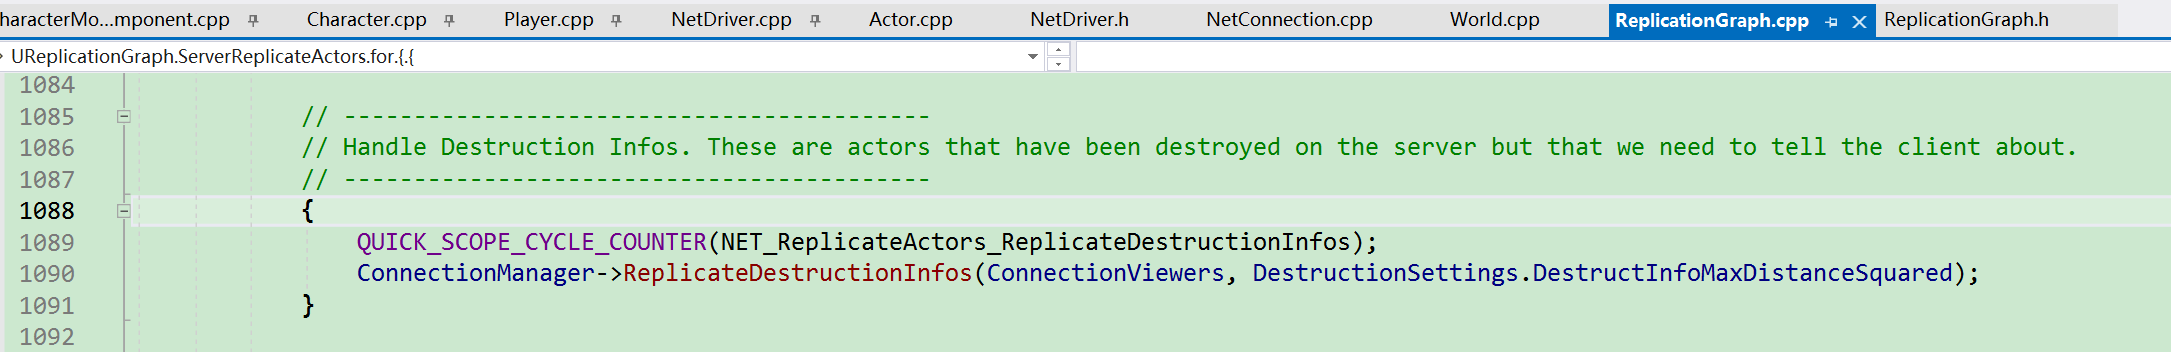 haracterMo...mponent.cpp Character.cpp Player.cpp NetDriver.cpp Actor.cpp NetDriver.h NetConnection.cpp World.cpp ReplicationGraph.cpp ReplicationGraph.h
UReplicationGraph.ServerReplicateActors.for.{.{
1084
1085 // ------------------------------------------
1086 // Handle Destruction Infos. These are actors that have been destroyed on the server but that we need to tell the client about.
1087 // ------------------------------------------
1088 {
1089 QUICK_SCOPE_CYCLE_COUNTER(NET_ReplicateActors_ReplicateDestructionInfos);
1090 ConnectionManager->ReplicateDestructionInfos(ConnectionViewers, DestructionSettings.DestructInfoMaxDistanceSquared);
1091 }
1092